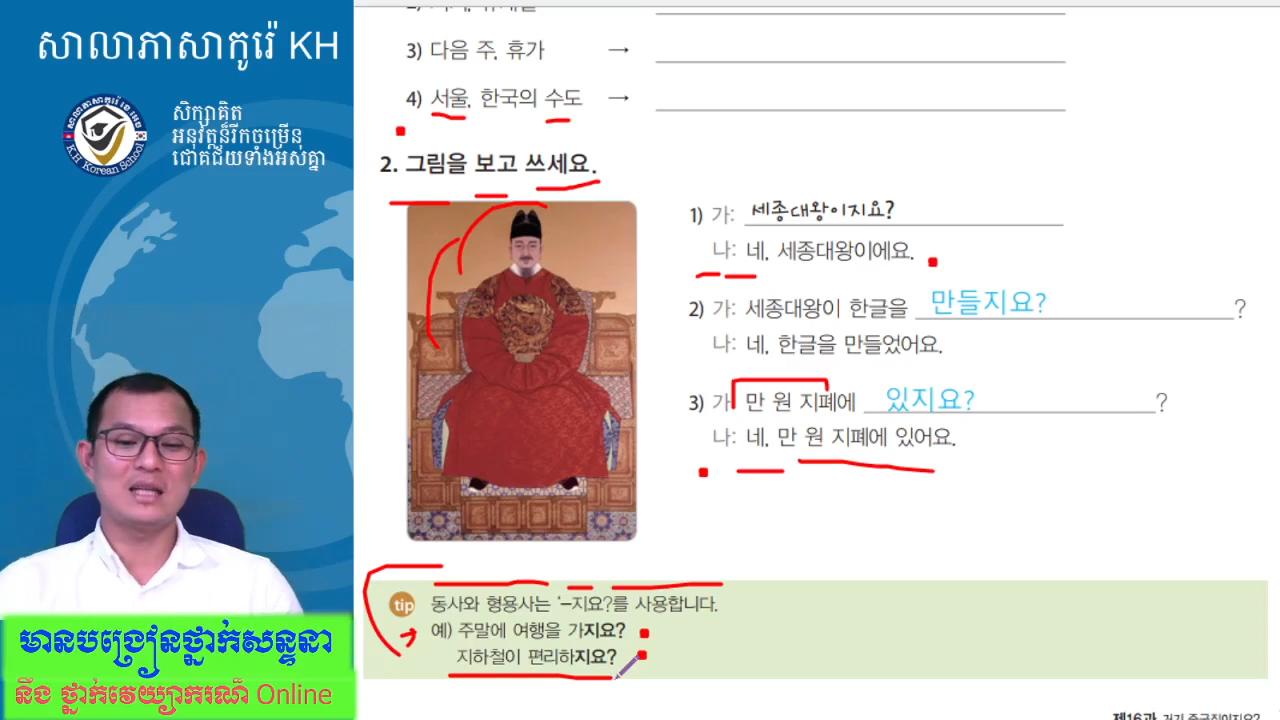 សាលាភាសាកូរ៉េ KH
សិក្សាគិត
អនុវត្តន៍រីកចម្រើន
ជោគជ័យទាំងអស់គ្នា
K.H Korean School
មានបង្រៀនថ្នាក់សន្ទនា
និង ថ្នាក់វេយ្យាករណ៍ Online
3) 다음 주, 휴가 →
4) 서울, 한국의 수도 →
2. 그림을 보고 쓰세요.
1) 가: 세종대왕이지요?
나: 네, 세종대왕이에요.
2) 가: 세종대왕이 한글을 만들지요? ?
나: 네, 한글을 만들었어요.
3) 가 만 원 지폐에 있지요? ?
나: 네, 만 원 지폐에 있어요.
tip 동사와 형용사는 '–지요?를 사용합니다.
예) 주말에 여행을 가지요?
지하철이 편리하지요?
제16과